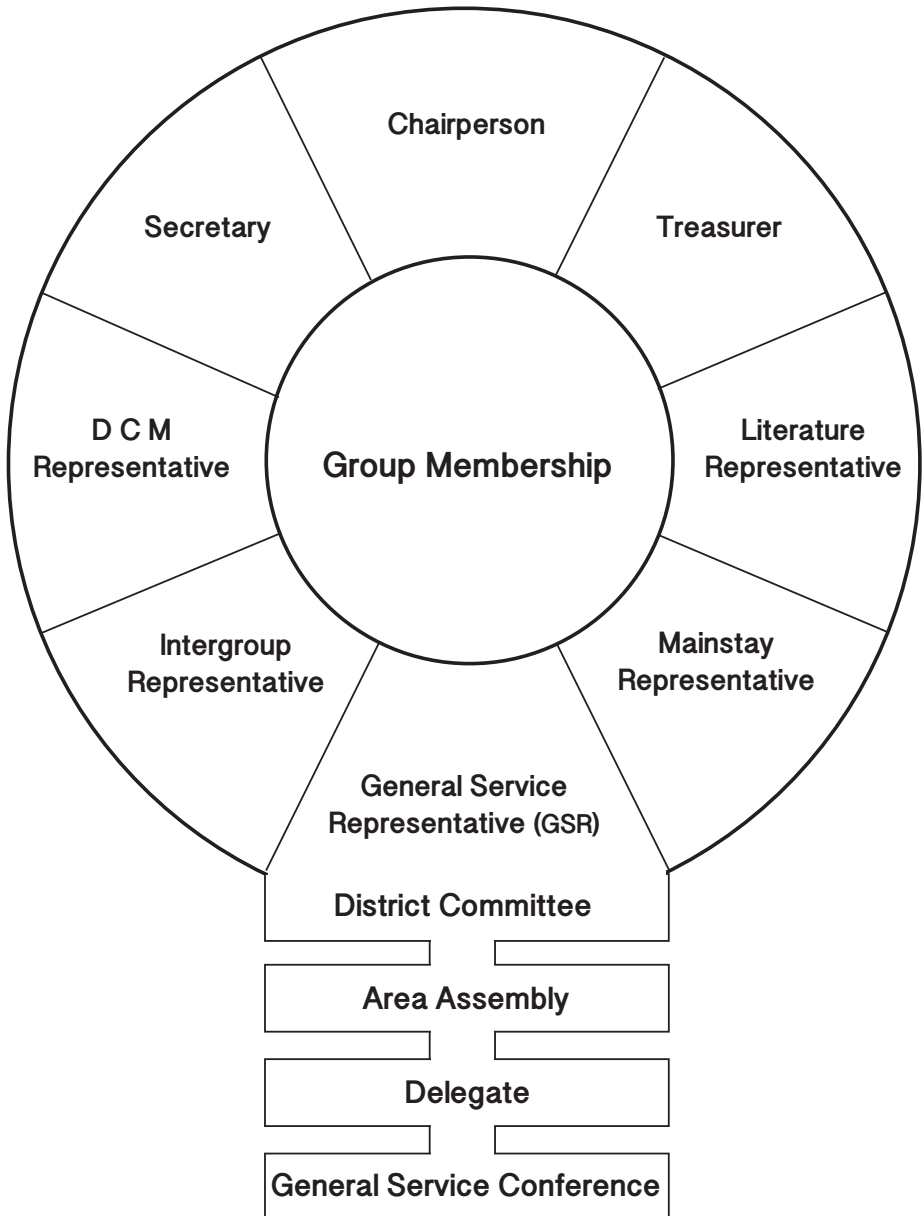 Chairperson
Secretary
Treasurer
D C M
Representative
Group Membership
Literature
Representative
Intergroup
Representative
Mainstay
Representative
General Service
Representative (GSR)
District Committee
Area Assembly
Delegate
General Service Conference